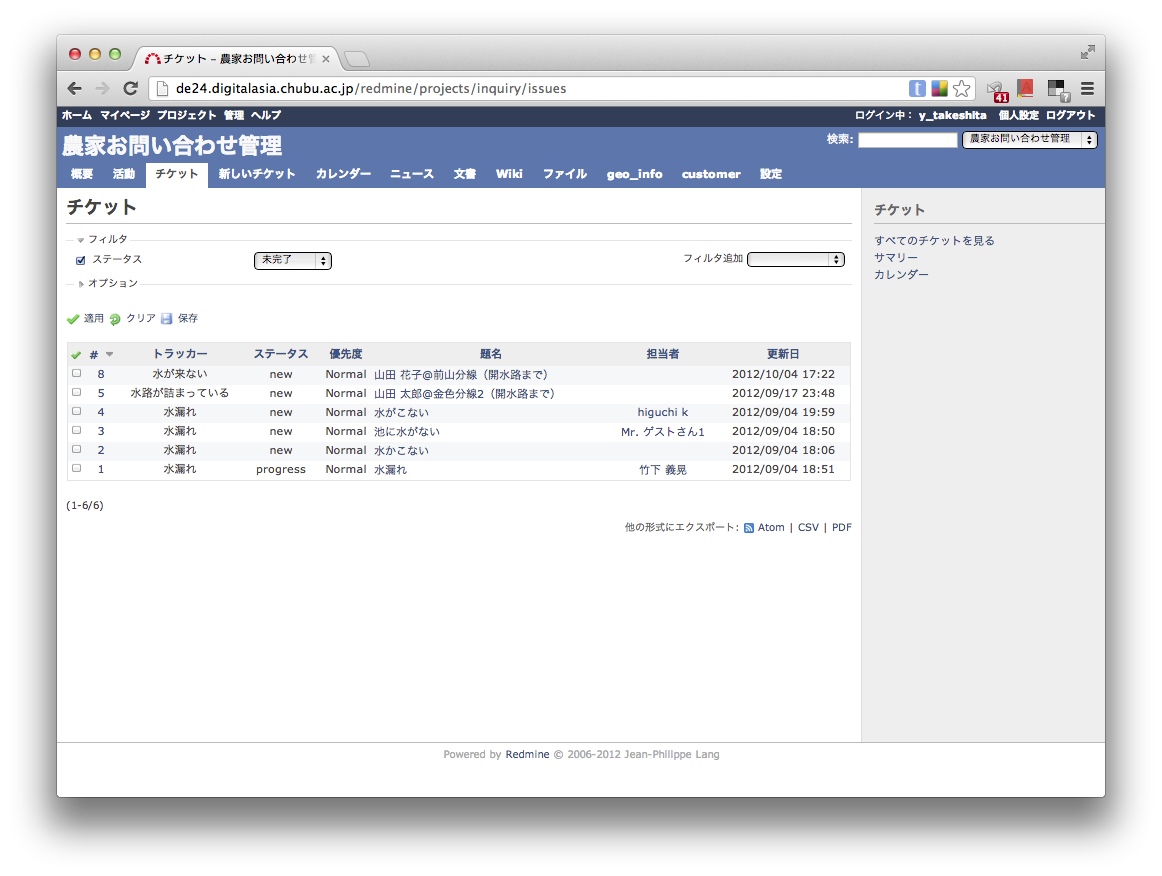 チケット – 農家お問い合わせ管
de24.digitalasia.chubu.ac.jp/redmine/projects/inquiry/issues
41
ホーム マイページ プロジェクト 管理 ヘルプ
ログイン中： y_takeshita 個人設定 ログアウト
農家お問い合わせ管理
検索: 農家お問い合わせ管理
概要 活動 チケット 新しいチケット カレンダー ニュース 文書 Wiki ファイル geo_info customer 設定
チケット
フィルタ
ステータス 未完了 フィルタ追加
オプション
適用 クリア 保存
# トラッカー ステータス 優先度 題名 担当者 更新日
8 水が来ない new Normal 山田 花子@前山分線（開水路まで） 2012/10/04 17:22
5 水路が詰まっている new Normal 山田 太郎@金色分線2（開水路まで） 2012/09/17 23:48
4 水漏れ new Normal 水がこない higuchi k 2012/09/04 19:59
3 水漏れ new Normal 池に水がない Mr. ゲストさん1 2012/09/04 18:50
2 水漏れ new Normal 水かこない 2012/09/04 18:06
1 水漏れ progress Normal 水漏れ 竹下 義晃 2012/09/04 18:51
(1-6/6)
他の形式にエクスポート: Atom | CSV | PDF
チケット
すべてのチケットを見る
サマリー
カレンダー
Powered by Redmine © 2006-2012 Jean-Philippe Lang